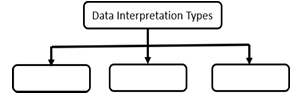 Data Interpretation Types